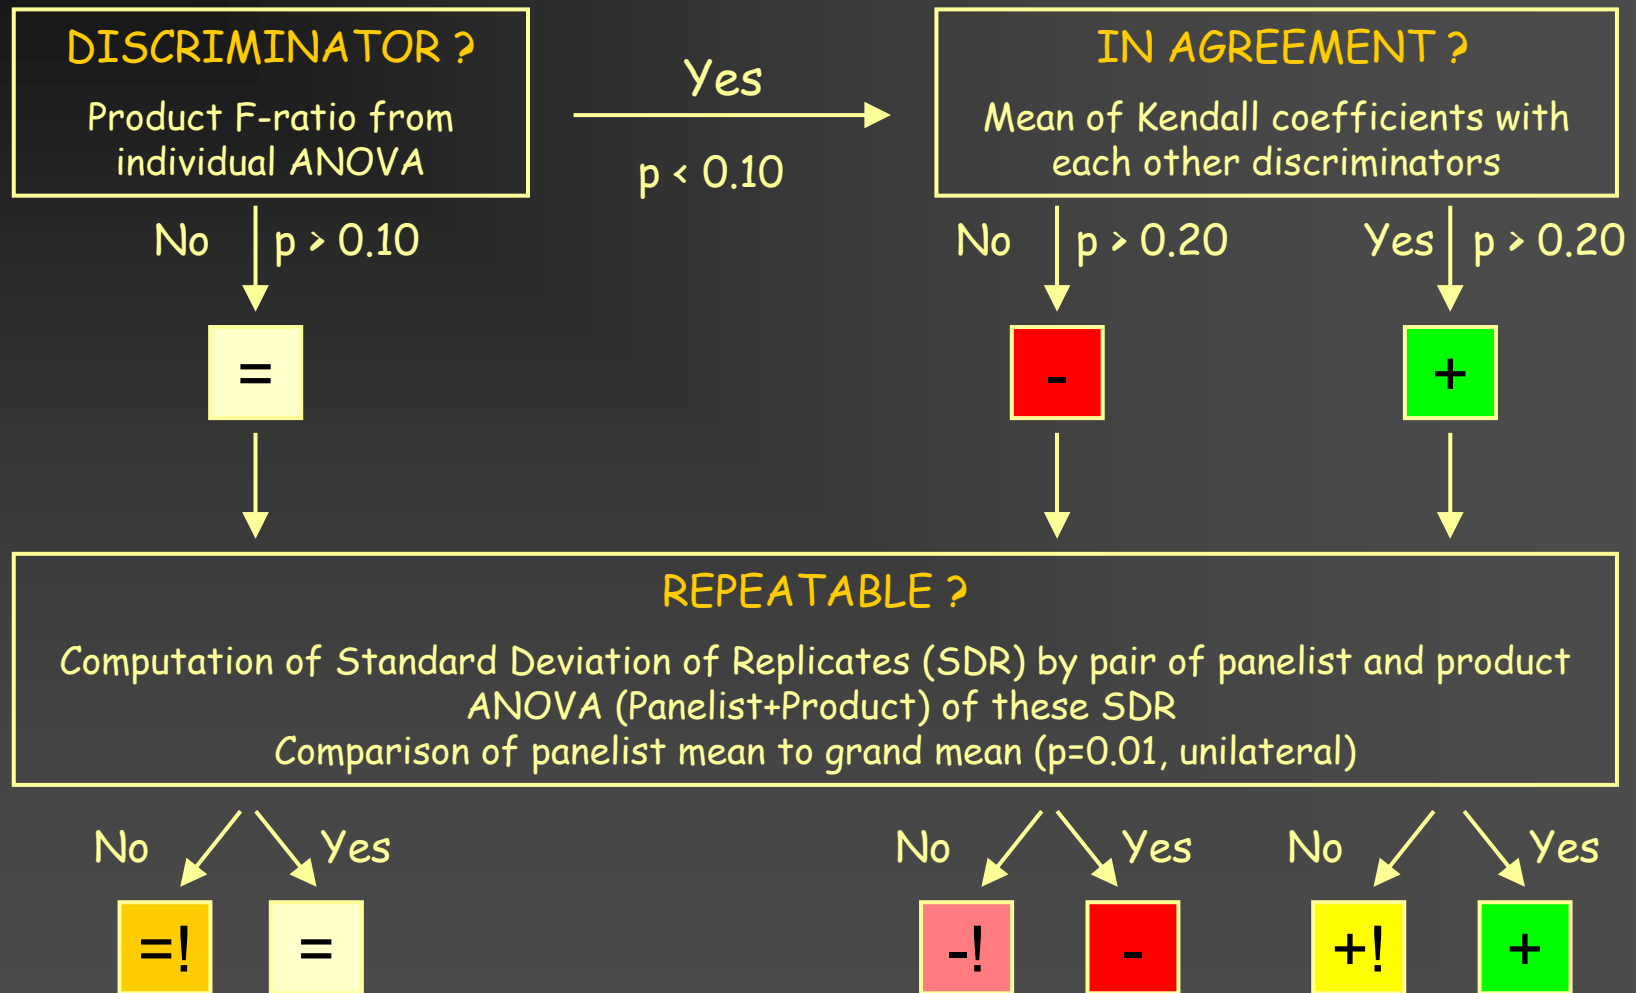 DISCRIMINATOR ?
Product F-ratio from
individual ANOVA
Yes
p < 0.10
IN AGREEMENT ?
Mean of Kendall coefficients with
each other discriminators
No p > 0.10
No p > 0.20
Yes p > 0.20
=
-
+
REPEATABLE ?
Computation of Standard Deviation of Replicates (SDR) by pair of panelist and product
ANOVA (Panelist+Product) of these SDR
Comparison of panelist mean to grand mean (p=0.01, unilateral)
No Yes
No Yes
No Yes
=! =
-! -
+! +